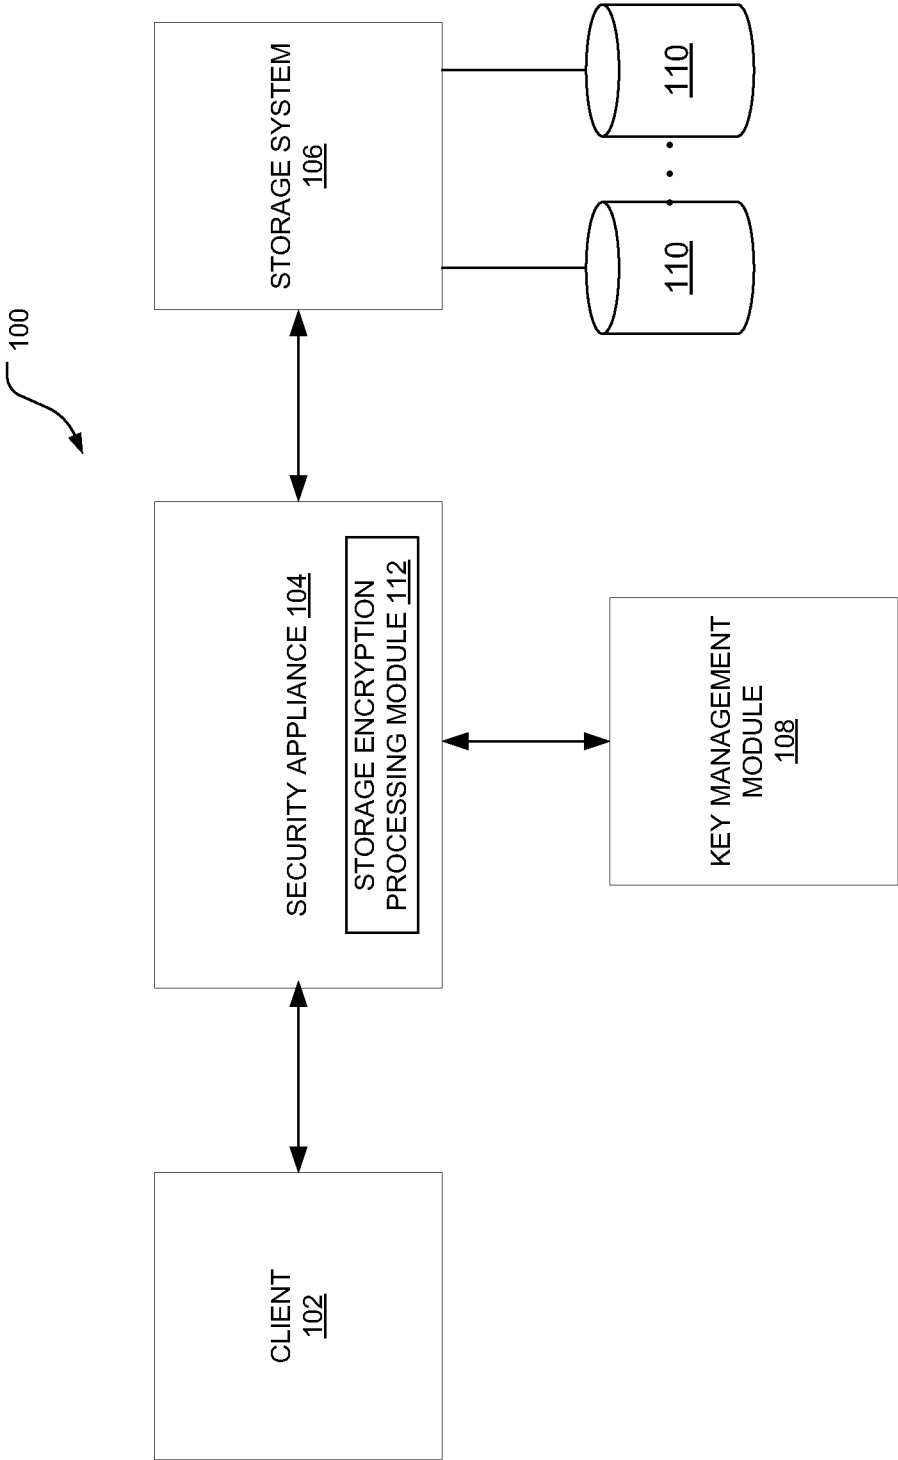 100
CLIENT
102
SECURITY APPLIANCE 104
STORAGE ENCRYPTION
PROCESSING MODULE 112
STORAGE SYSTEM
106
KEY MANAGEMENT
MODULE
108
110
110